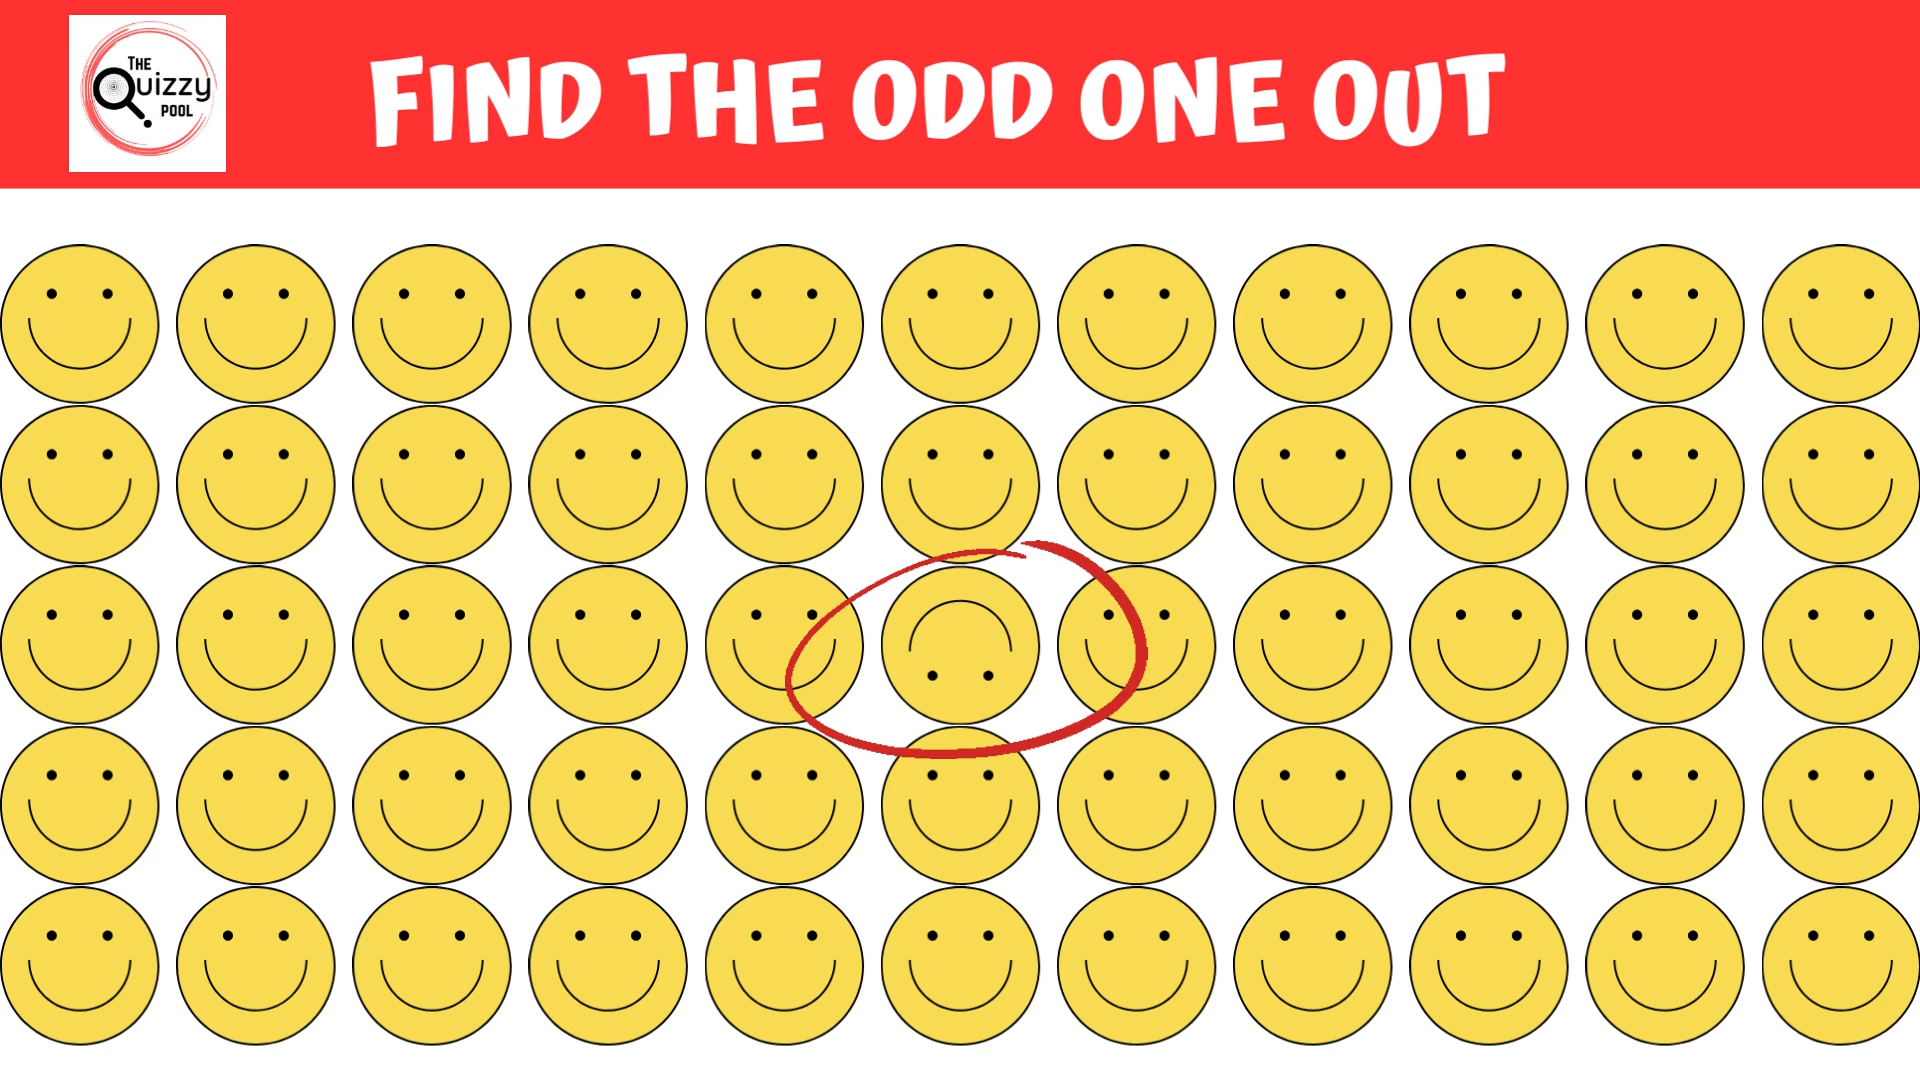 THE
Quizzy
POOL
FIND THE ODD ONE OUT